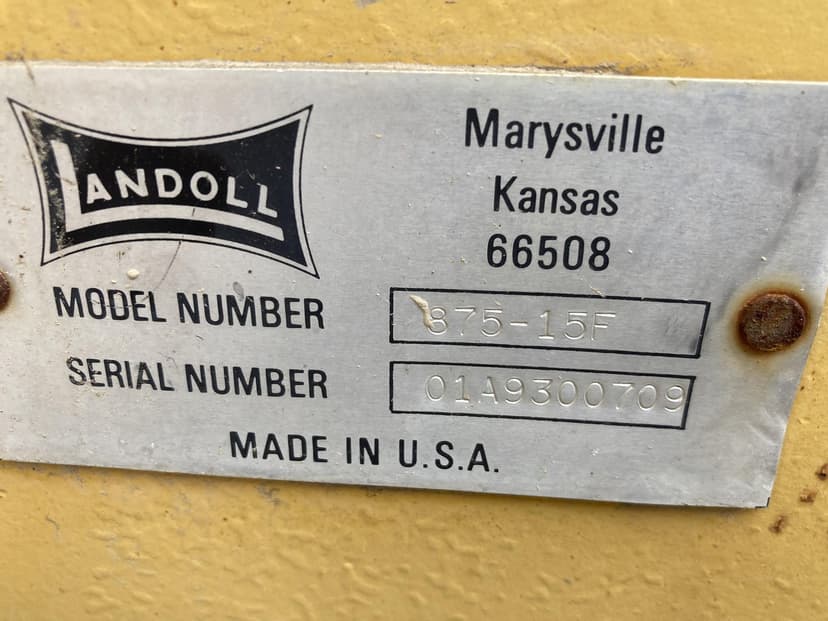 LANDOLL
Marysville
Kansas
66508
MODEL NUMBER 875-15F
SERIAL NUMBER 01A9300709
MADE IN U.S.A.